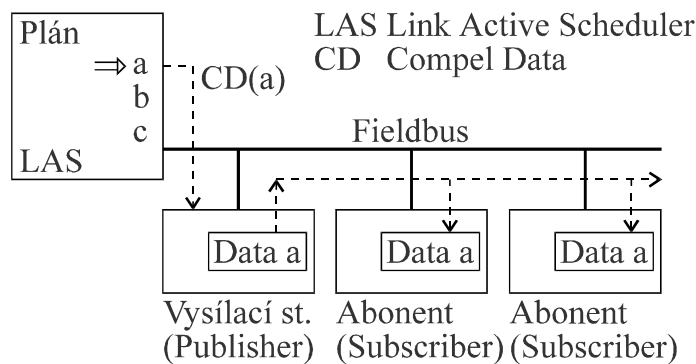 Plán
⇒ a
b
c
LAS
CD(a)
LAS Link Active Scheduler
CD Compel Data
Fieldbus
Data a
Data a
Data a
Vysílací st.
(Publisher)
Abonent
(Subscriber)
Abonent
(Subscriber)